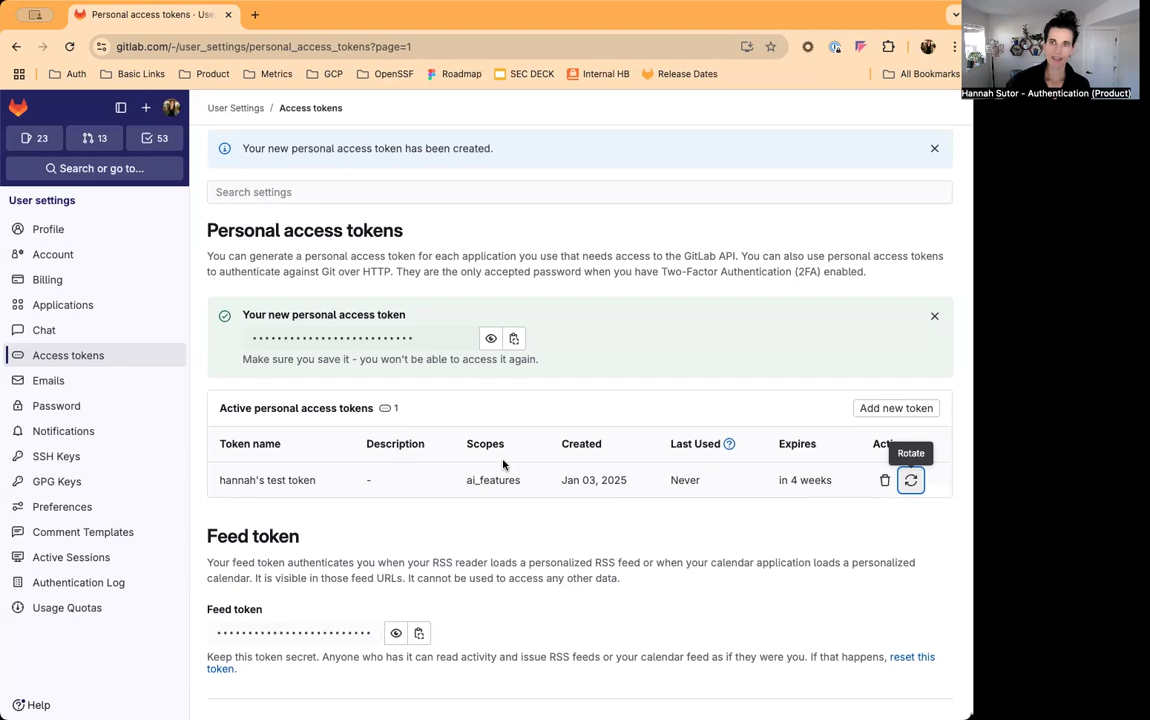 Personal access tokens · Use
gitlab.com/-/user_settings/personal_access_tokens?page=1
Auth
Basic Links
Product
Metrics
GCP
OpenSSF
Roadmap
SEC DECK
Internal HB
Release Dates
All Bookmarks
Hannah Sutor - Authentication (Product)
23
13
53
Search or go to...
User settings
Profile
Account
Billing
Applications
Chat
Access tokens
Emails
Password
Notifications
SSH Keys
GPG Keys
Preferences
Comment Templates
Active Sessions
Authentication Log
Usage Quotas
Help
User Settings / Access tokens
Your new personal access token has been created.
Search settings
Personal access tokens
You can generate a personal access token for each application you use that needs access to the GitLab API. You can also use personal access tokens
to authenticate against Git over HTTP. They are the only accepted password when you have Two-Factor Authentication (2FA) enabled.
Your new personal access token
Make sure you save it - you won't be able to access it again.
Active personal access tokens 1
Add new token
Token name Description Scopes Created Last Used Expires Acti
Rotate
hannah's test token - ai_features Jan 03, 2025 Never in 4 weeks
Feed token
Your feed token authenticates you when your RSS reader loads a personalized RSS feed or when your calendar application loads a personalized
calendar. It is visible in those feed URLs. It cannot be used to access any other data.
Feed token
Keep this token secret. Anyone who has it can read activity and issue RSS feeds or your calendar feed as if they were you. If that happens, reset this
token.